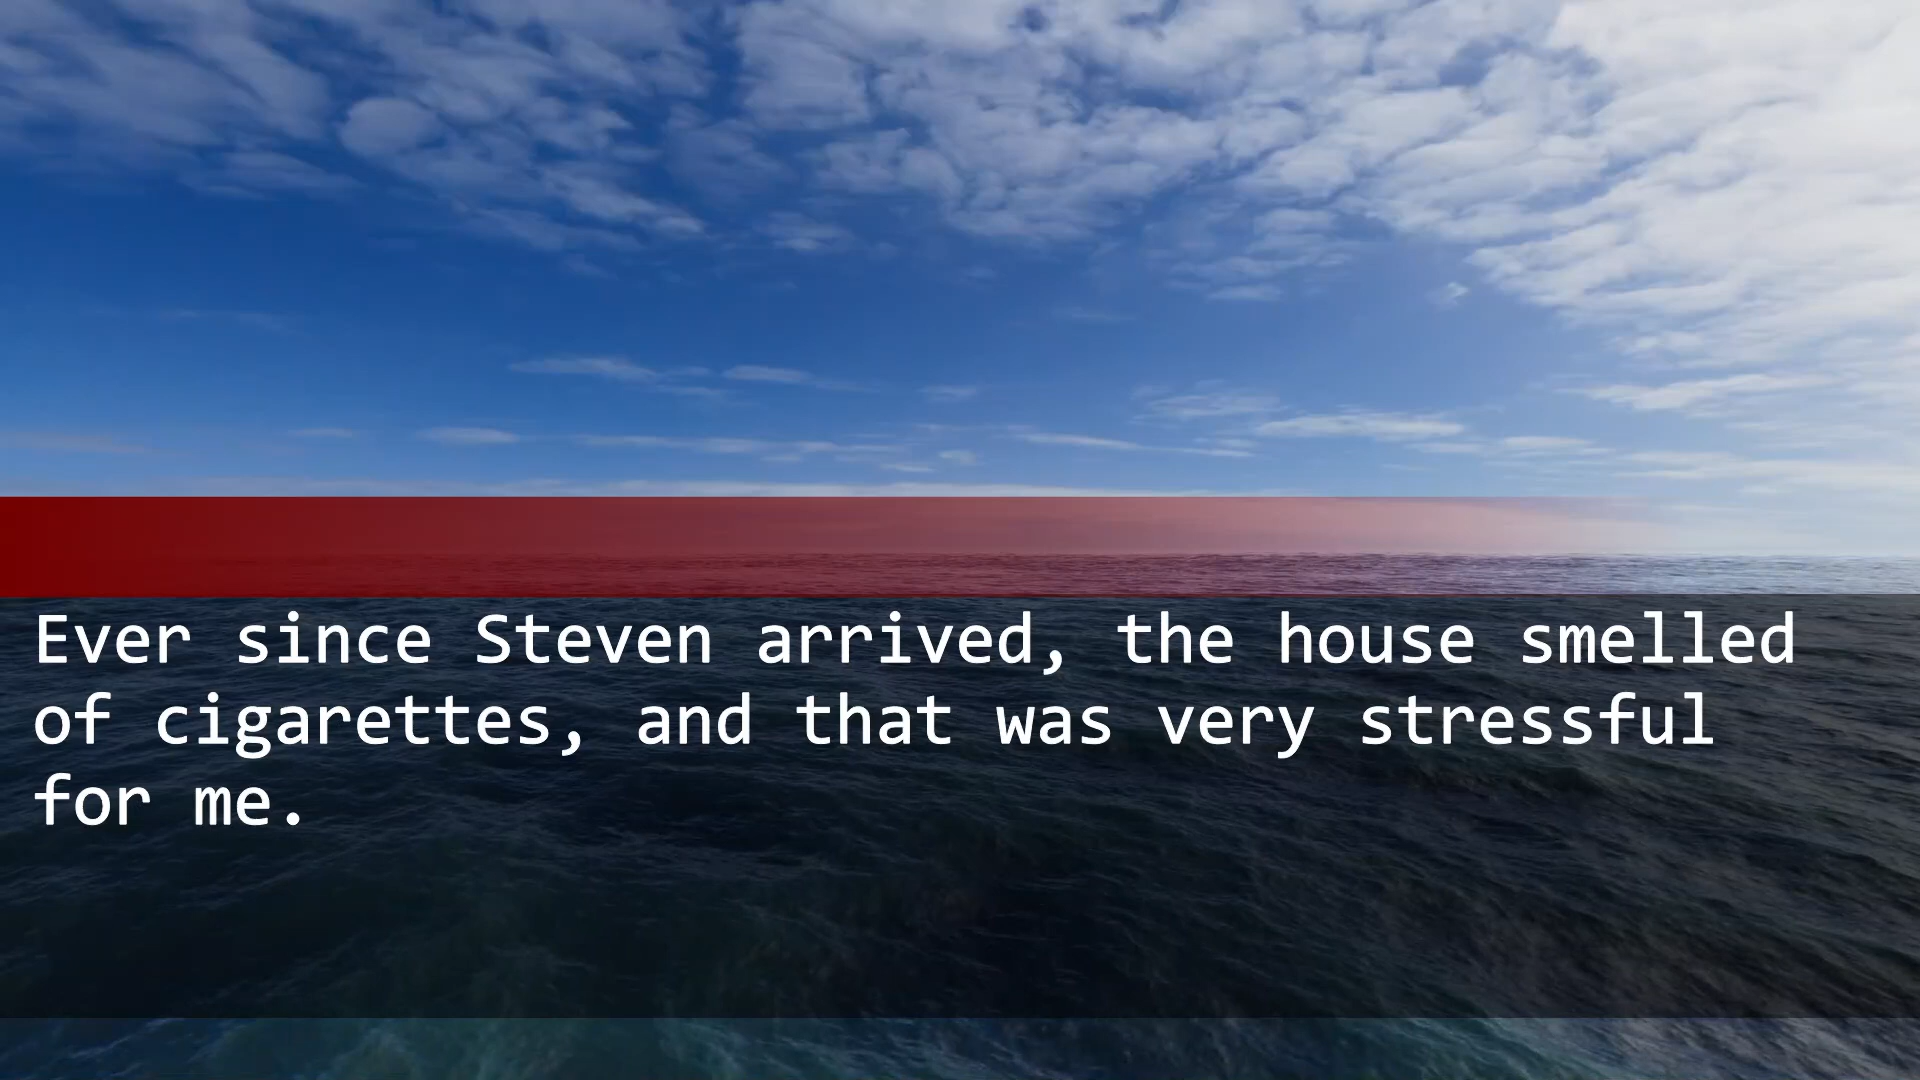 Ever since Steven arrived, the house smelled
of cigarettes, and that was very stressful
for me.